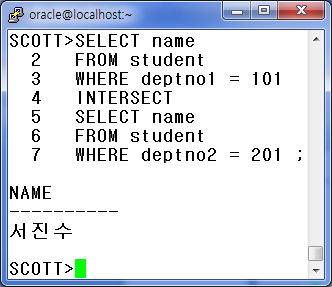 oracle@localhost:~
SCOTT>SELECT name
2 FROM student
3 WHERE deptno1 = 101
4 INTERSECT
5 SELECT name
6 FROM student
7 WHERE deptno2 = 201 ;
NAME
----------
서진수
SCOTT>